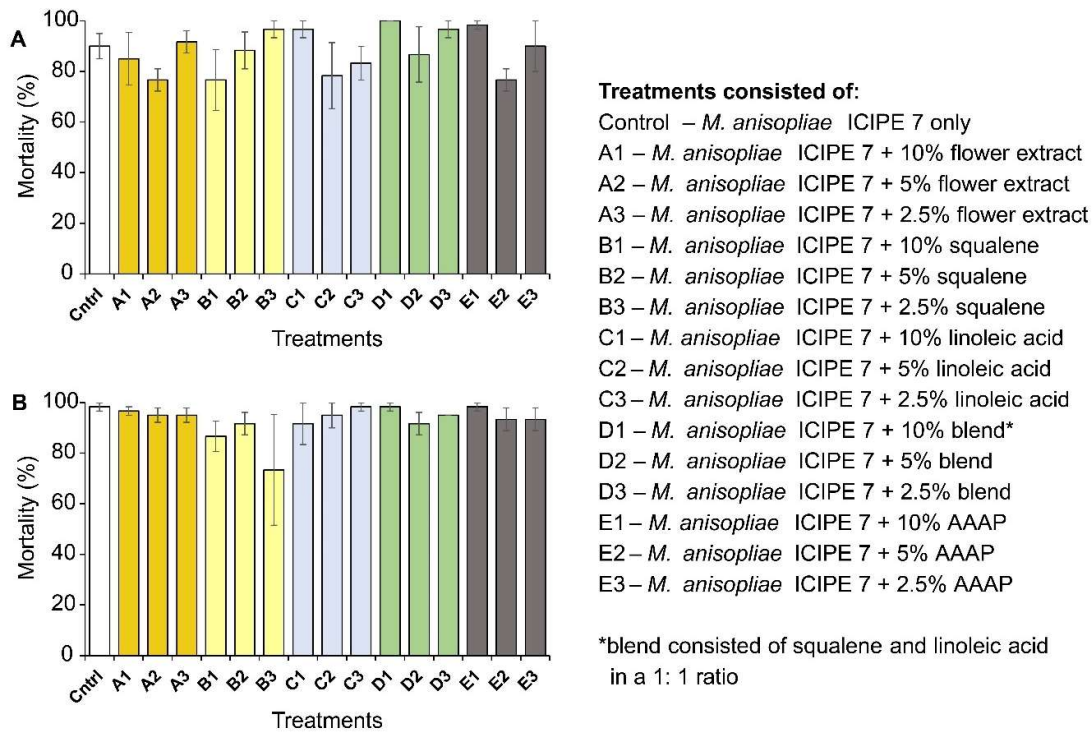 A
Mortality (%)
100
80
60
40
20
0
Cntrl A1 A2 A3 B1 B2 B3 C1 C2 C3 D1 D2 D3 E1 E2 E3
Treatments
B
Mortality (%)
100
80
60
40
20
0
Cntrl A1 A2 A3 B1 B2 B3 C1 C2 C3 D1 D2 D3 E1 E2 E3
Treatments
Treatments consisted of:
Control – M. anisopliae ICIPE 7 only
A1 – M. anisopliae ICIPE 7 + 10% flower extract
A2 – M. anisopliae ICIPE 7 + 5% flower extract
A3 – M. anisopliae ICIPE 7 + 2.5% flower extract
B1 – M. anisopliae ICIPE 7 + 10% squalene
B2 – M. anisopliae ICIPE 7 + 5% squalene
B3 – M. anisopliae ICIPE 7 + 2.5% squalene
C1 – M. anisopliae ICIPE 7 + 10% linoleic acid
C2 – M. anisopliae ICIPE 7 + 5% linoleic acid
C3 – M. anisopliae ICIPE 7 + 2.5% linoleic acid
D1 – M. anisopliae ICIPE 7 + 10% blend*
D2 – M. anisopliae ICIPE 7 + 5% blend
D3 – M. anisopliae ICIPE 7 + 2.5% blend
E1 – M. anisopliae ICIPE 7 + 10% AAAP
E2 – M. anisopliae ICIPE 7 + 5% AAAP
E3 – M. anisopliae ICIPE 7 + 2.5% AAAP
*blend consisted of squalene and linoleic acid
in a 1: 1 ratio